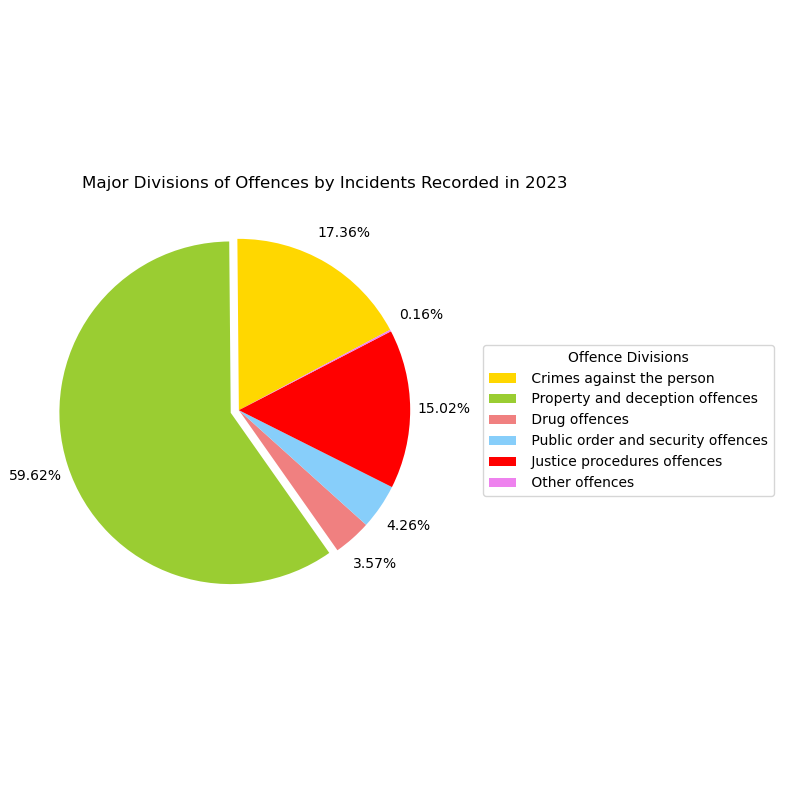 Major Divisions of Offences by Incidents Recorded in 2023
17.36%
0.16%
15.02%
59.62%
4.26%
3.57%
Offence Divisions
Crimes against the person
Property and deception offences
Drug offences
Public order and security offences
Justice procedures offences
Other offences